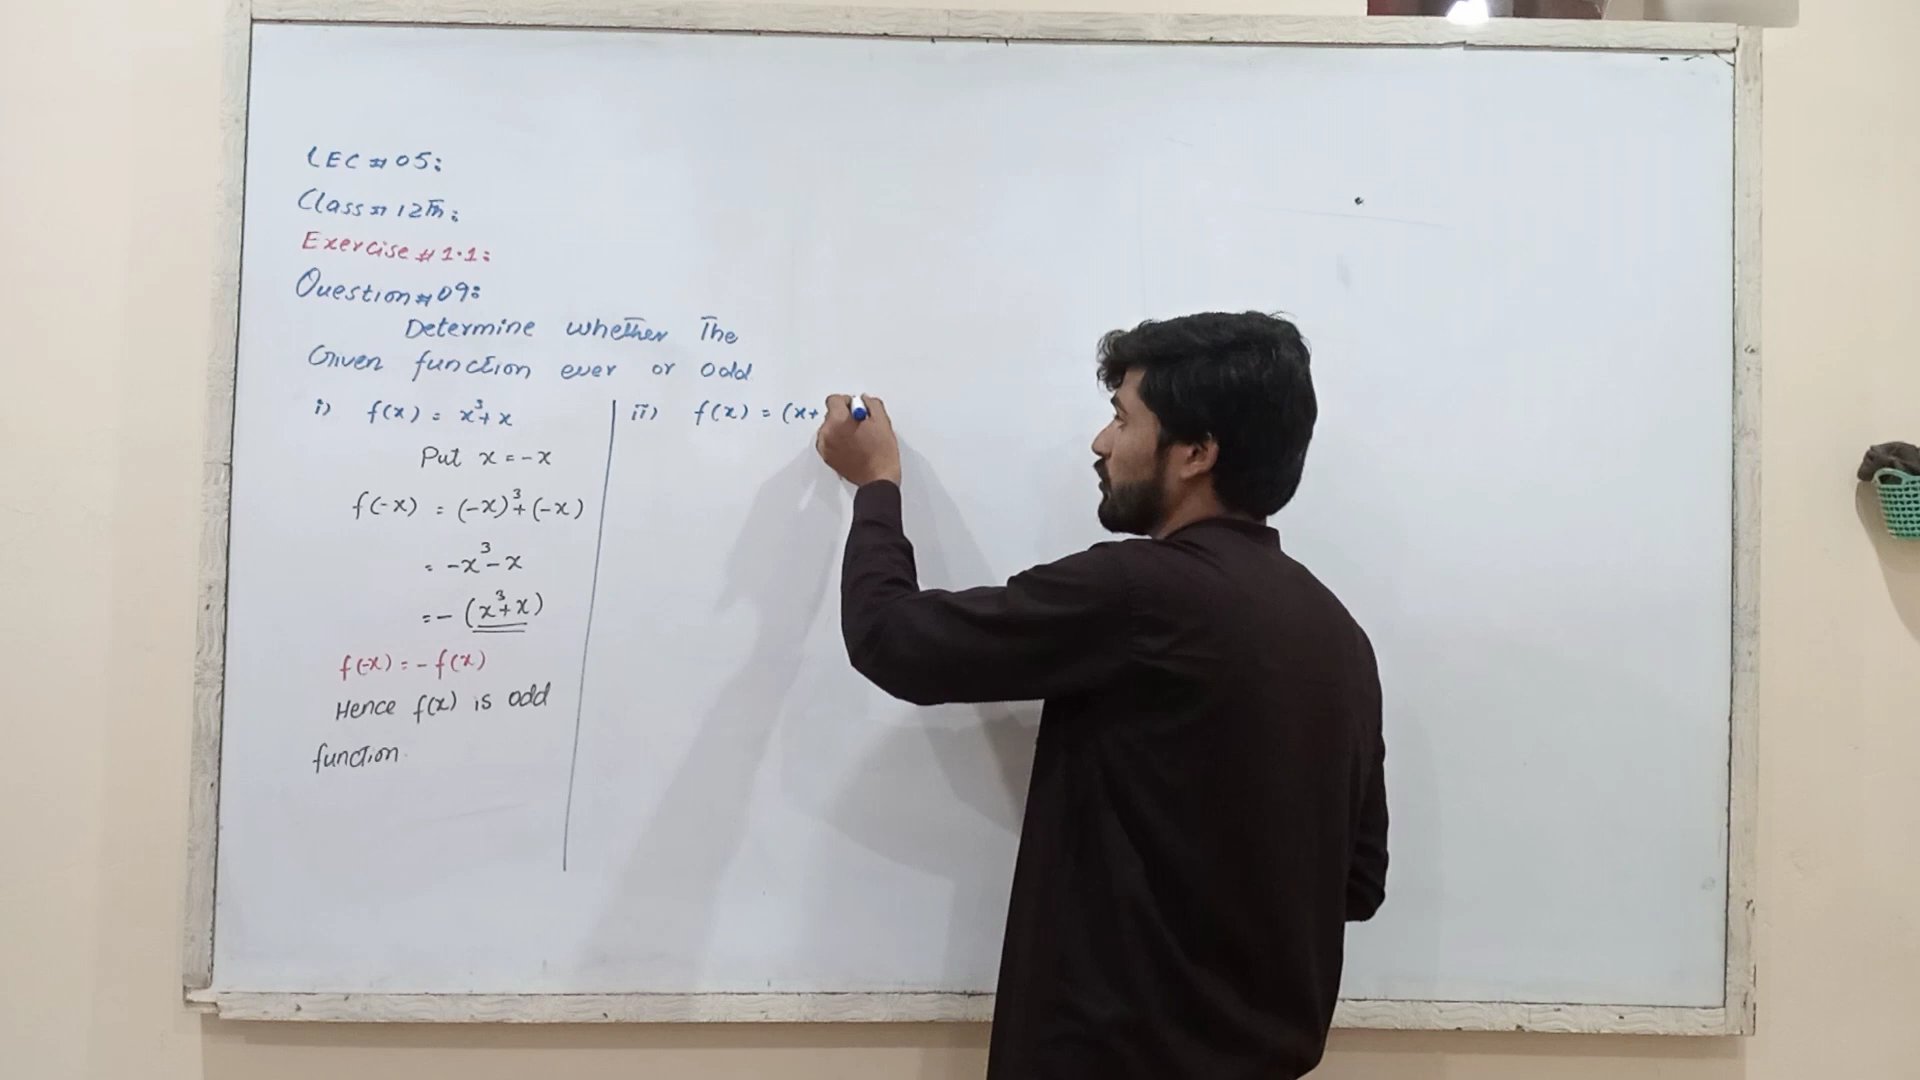 LEC # 05:
Class # 12Th:
Exercise # 1.1:
Question # 09:
Determine whether The
Given function ever or odd
i) f(x) = x³+x
Put x = -x
f(-x) = (-x)³+(-x)
= -x³-x
= -(x³+x)
f(-x) = -f(x)
Hence f(x) is odd
function.
ii) f(x) = (x+